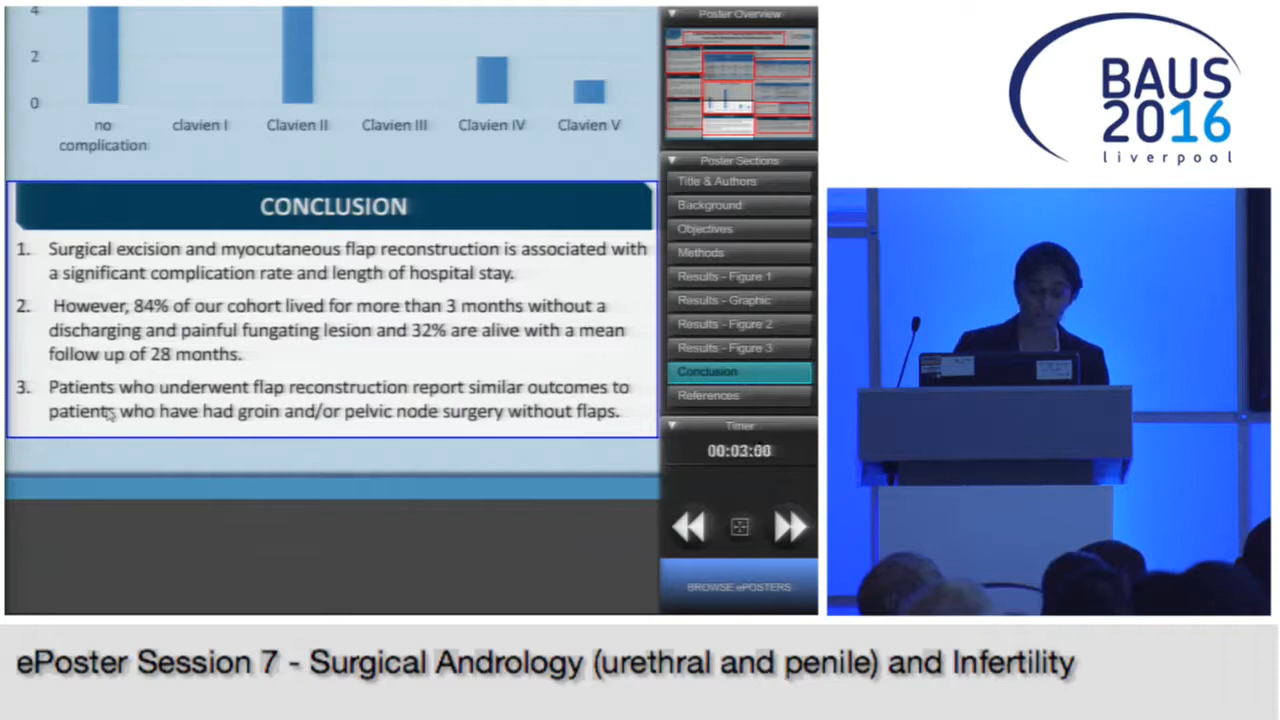 4
2
0
no complication
clavien I
Clavien II
Clavien III
Clavien IV
Clavien V
CONCLUSION
1. Surgical excision and myocutaneous flap reconstruction is associated with
a significant complication rate and length of hospital stay.
2. However, 84% of our cohort lived for more than 3 months without a
discharging and painful fungating lesion and 32% are alive with a mean
follow up of 28 months.
3. Patients who underwent flap reconstruction report similar outcomes to
patients who have had groin and/or pelvic node surgery without flaps.
Poster Overview
Poster Sections
Title & Authors
Background
Objectives
Methods
Results - Figure 1
Results - Graphic
Results - Figure 2
Results - Figure 3
Conclusion
References
Timer
00:03:00
BROWSE ePOSTERS
BAUS
2016
liverpool
ePoster Session 7 - Surgical Andrology (urethral and penile) and Infertility